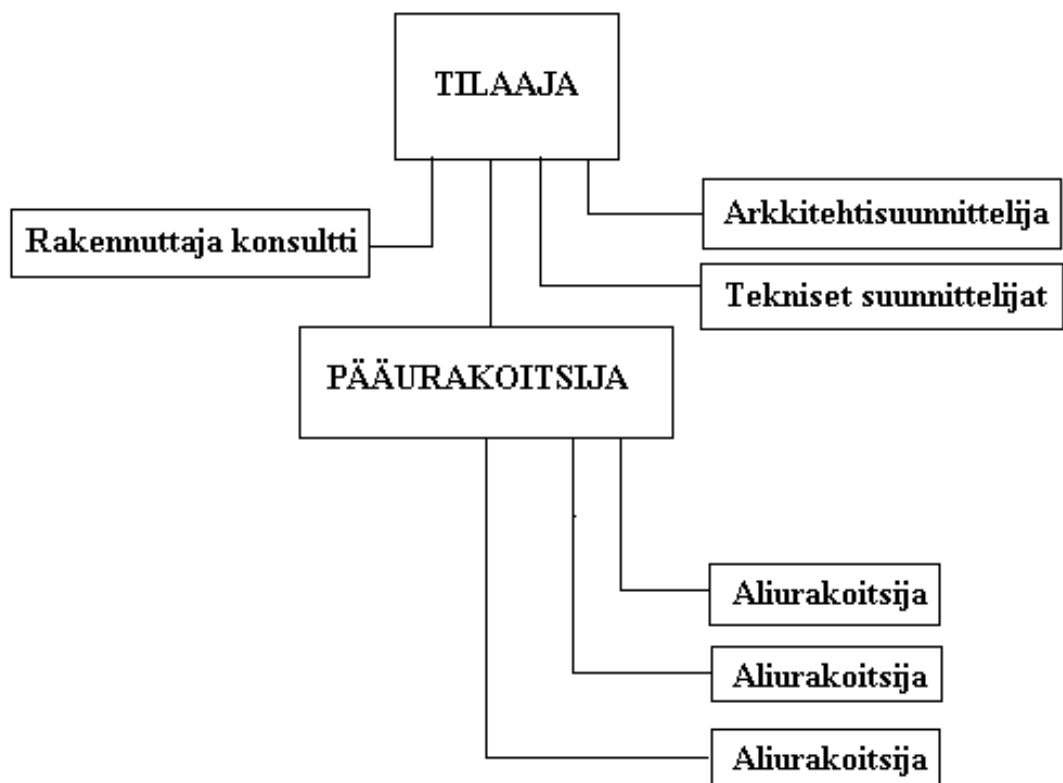 TILAAJA
Arkkitehtisuunnittelija
Rakennuttaja konsultti
Tekniset suunnittelijat
PÄÄURAKOITSIJA
Aliurakoitsija
Aliurakoitsija
Aliurakoitsija